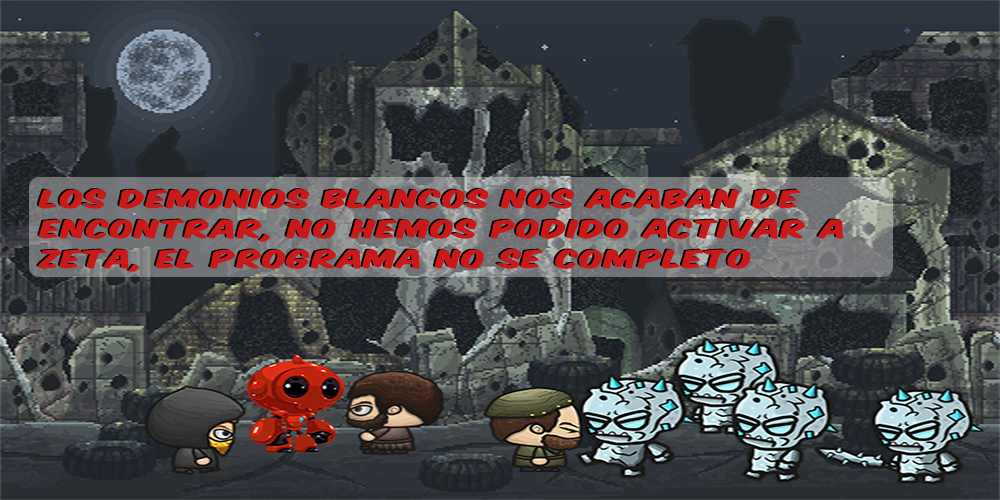 LOS DEMONIOS BLANCOS NOS ACABAN DE
ENCONTRAR, NO HEMOS PODIDO ACTIVAR A
ZETA, EL PROGRAMA NO SE COMPLETO